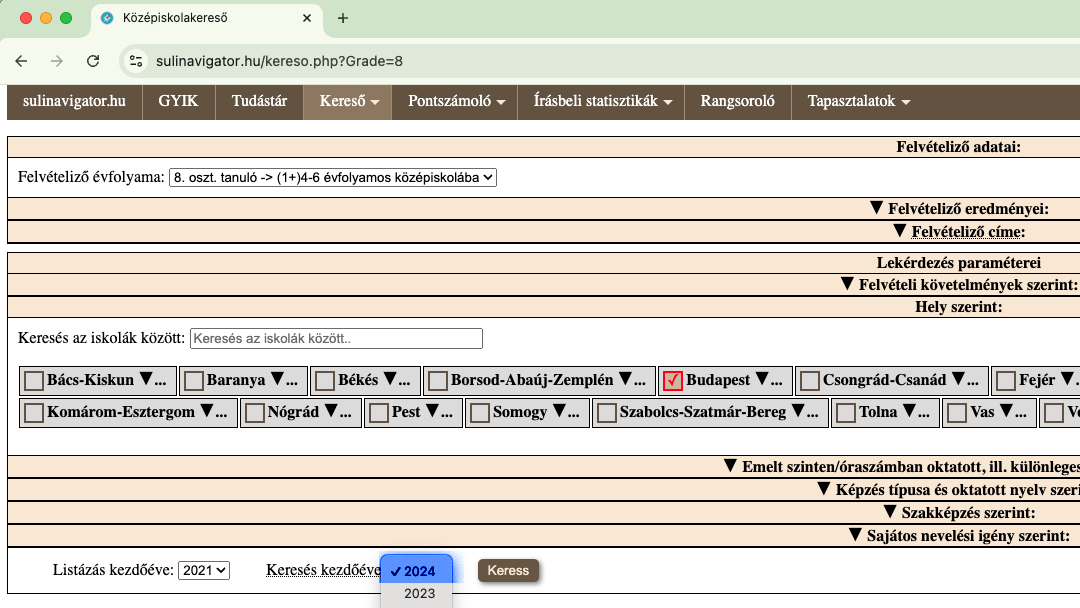 Középiskolakereső
sulinavigator.hu/kereso.php?Grade=8
sulinavigator.hu GYIK Tudástár Kereső Pontszámoló Írásbeli statisztikák Rangsoroló Tapasztalatok
Felvételiző adatai:
Felvételiző évfolyama: 8. oszt. tanuló -> (1+)4-6 évfolyamos középiskolába
▼ Felvételiző eredményei:
▼ Felvételiző címe:
Lekérdezés paraméterei
▼ Felvételi követelmények szerint:
Hely szerint:
Keresés az iskolák között: Keresés az iskolák között..
Bács-Kiskun ▼... Baranya ▼... Békés ▼... Borsod-Abaúj-Zemplén ▼... Budapest ▼... Csongrád-Csanád ▼... Fejér ▼.
Komárom-Esztergom ▼... Nógrád ▼... Pest ▼... Somogy ▼... Szabolcs-Szatmár-Bereg ▼... Tolna ▼... Vas ▼...
▼ Emelt szinten/óraszámban oktatott, ill. különleges
▼ Képzés típusa és oktatott nyelv szeri
▼ Szakképzés szerint:
▼ Sajátos nevelési igény szerint:
Listázás kezdőéve: 2021 Keresés kezdőéve ✓ 2024 Keress
2023